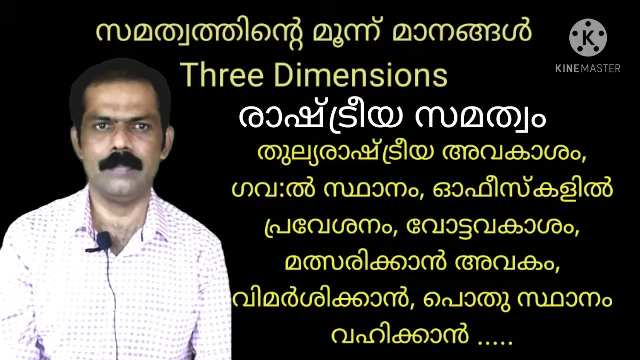 സമത്വത്തിന്റെ മൂന്ന് മാനങ്ങൾ
Three Dimensions
രാഷ്ട്രീയ സമത്വം
തുല്യരാഷ്ട്രീയ അവകാശം,
ഗവ:ൽ സ്ഥാനം, ഓഫീസ്കളിൽ
പ്രവേശനം, വോട്ടവകാശം,
മത്സരിക്കാൻ അവകം,
വിമർശിക്കാൻ, പൊതു സ്ഥാനം
വഹിക്കാൻ .....
K
KINEMASTER